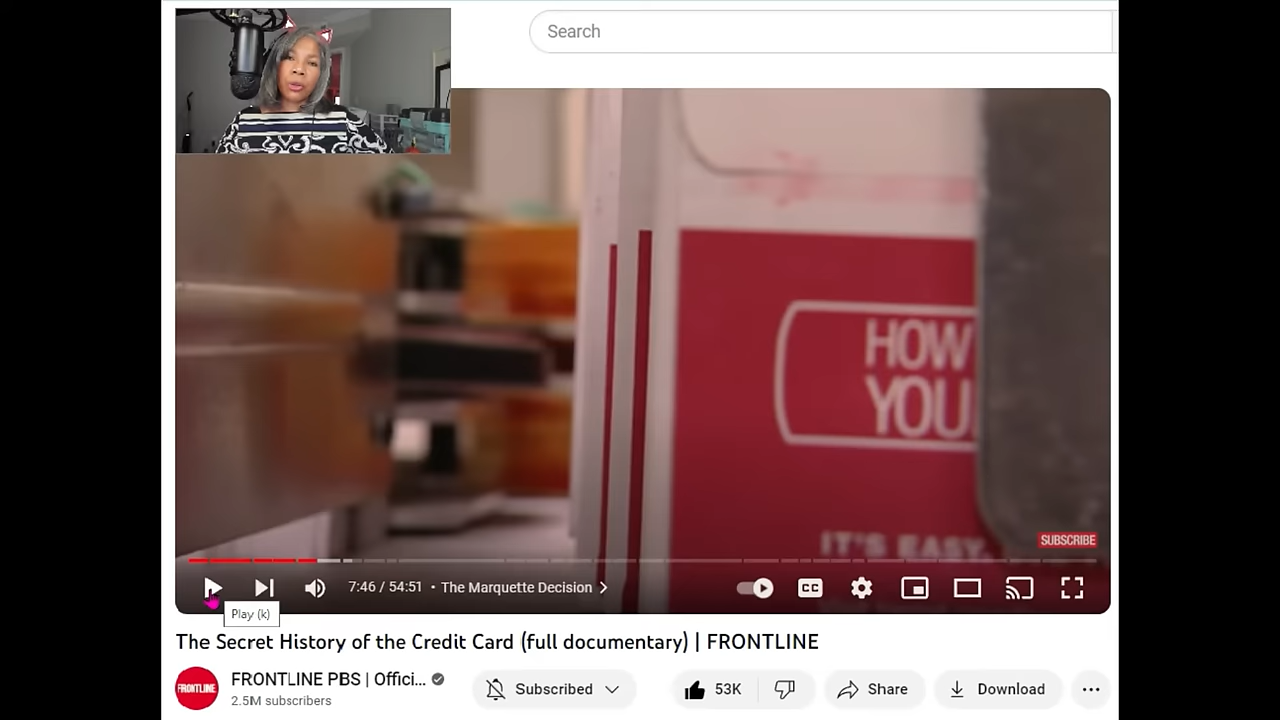 Search
HOW
YOU
IT'S EASY.
SUBSCRIBE
7:46 / 54:51 • The Marquette Decision
CC
Play (k)
The Secret History of the Credit Card (full documentary) | FRONTLINE
FRONTLINE
FRONTLINE PBS | Offici...
2.5M subscribers
Subscribed
53K
Share
Download